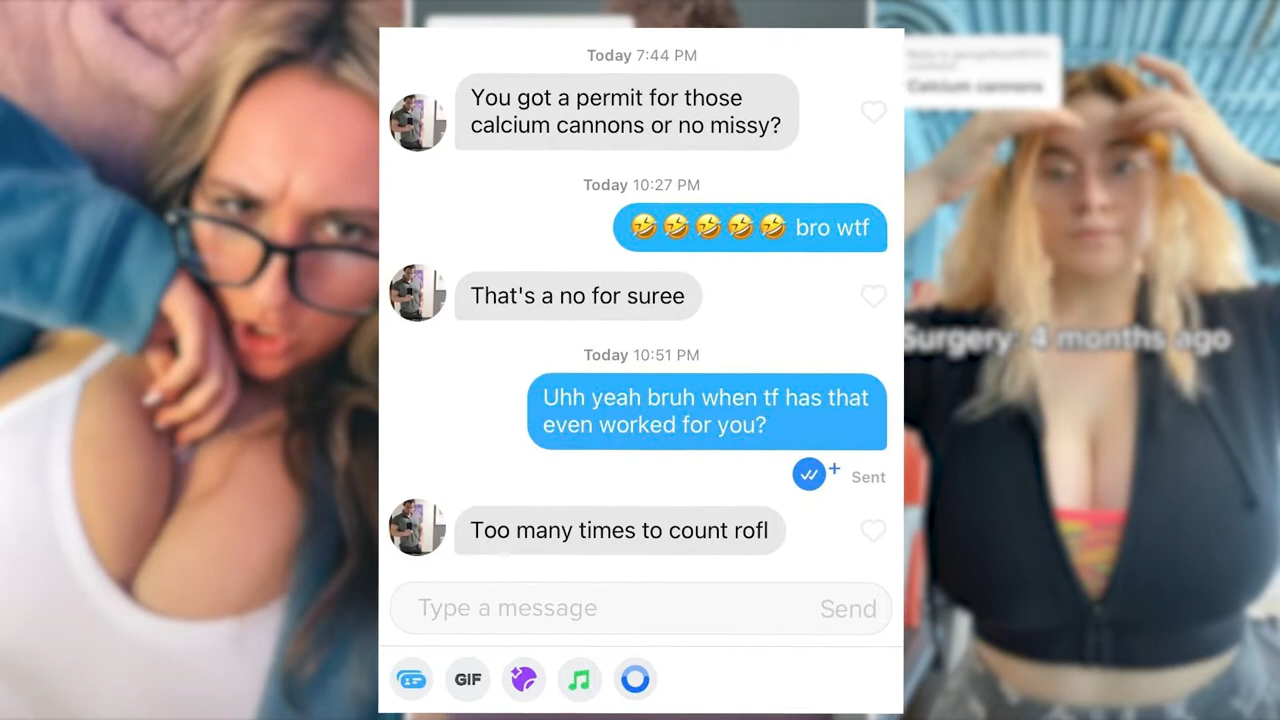 Today 7:44 PM
You got a permit for those
calcium cannons or no missy?
Today 10:27 PM
🤣🤣🤣🤣🤣 bro wtf
That's a no for suree
Today 10:51 PM
Uhh yeah bruh when tf has that
even worked for you?
Sent
Too many times to count rofl
Type a message
Send
GIF
Calcium cannons
Surgery: 4 months ago